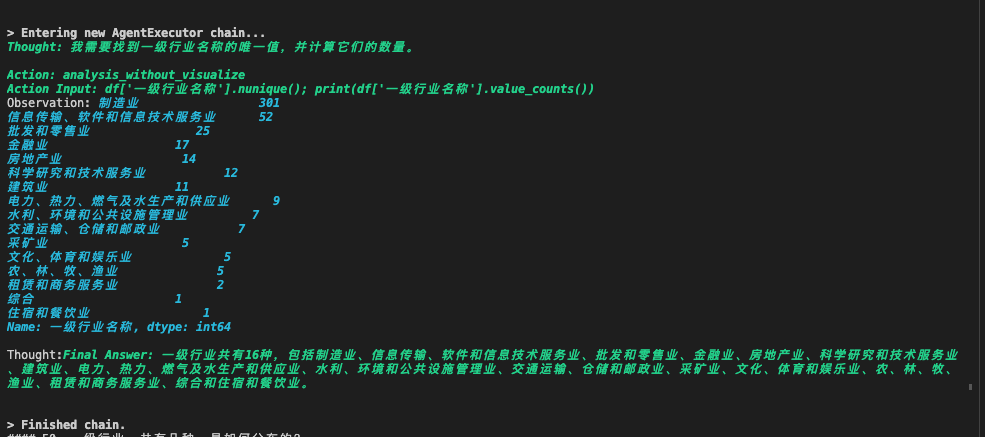 > Entering new AgentExecutor chain...
Thought: 我需要找到一级行业名称的唯一值，并计算它们的数量。
Action: analysis_without_visualize
Action Input: df['一级行业名称'].nunique(); print(df['一级行业名称'].value_counts())
Observation: 制造业 301
信息传输、软件和信息技术服务业 52
批发和零售业 25
金融业 17
房地产业 14
科学研究和技术服务业 12
建筑业 11
电力、热力、燃气及水生产和供应业 9
水利、环境和公共设施管理业 7
交通运输、仓储和邮政业 7
采矿业 5
文化、体育和娱乐业 5
农、林、牧、渔业 5
租赁和商务服务业 2
综合 1
住宿和餐饮业 1
Name: 一级行业名称, dtype: int64
Thought:Final Answer: 一级行业共有16种，包括制造业、信息传输、软件和信息技术服务业、批发和零售业、金融业、房地产业、科学研究和技术服务业
、建筑业、电力、热力、燃气及水生产和供应业、水利、环境和公共设施管理业、交通运输、仓储和邮政业、采矿业、文化、体育和娱乐业、农、林、牧、
渔业、租赁和商务服务业、综合和住宿和餐饮业。
> Finished chain.